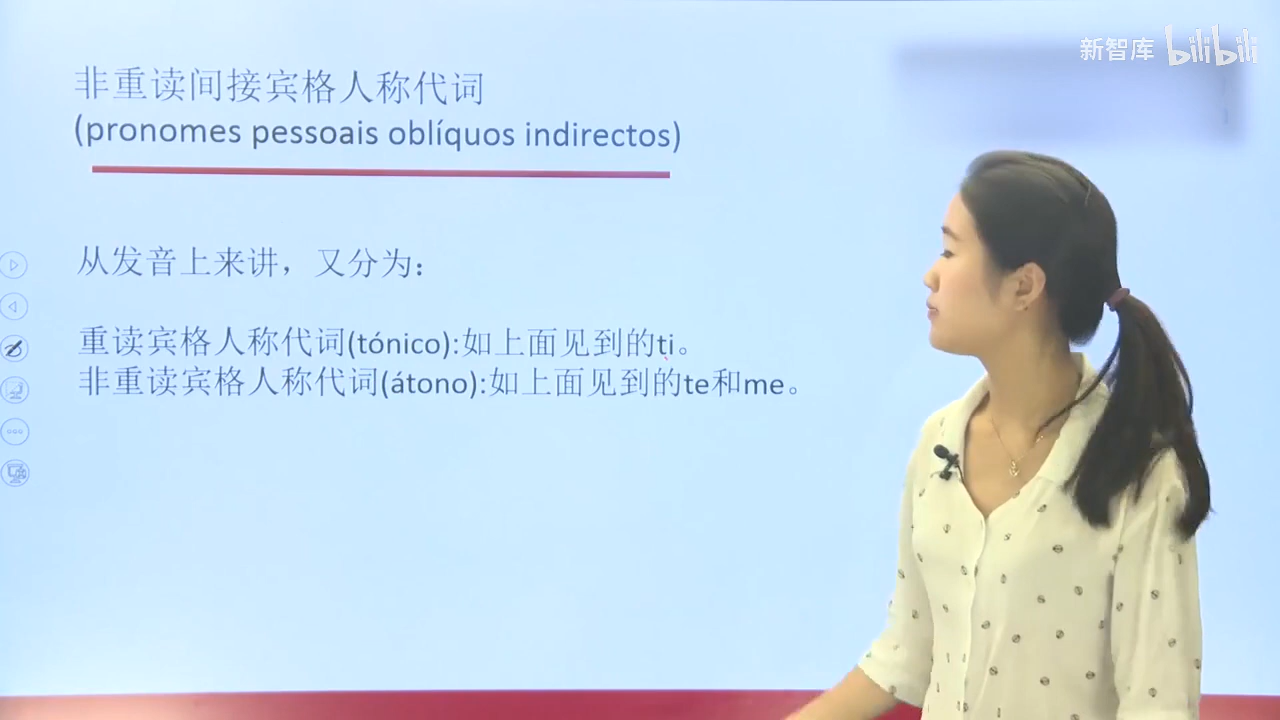 非重读间接宾格人称代词
(pronomes pessoais oblíquos indirectos)
新智库 bilibili
从发音上来讲，又分为：
重读宾格人称代词(tónico):如上面见到的ti。
非重读宾格人称代词(átono):如上面见到的te和me。